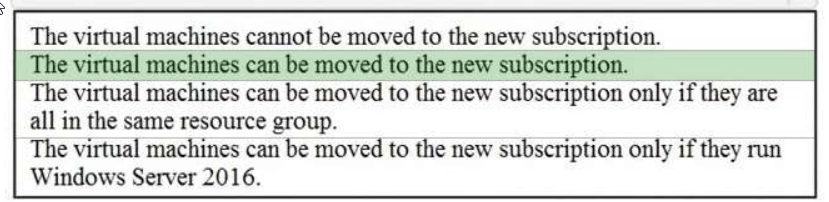 The virtual machines cannot be moved to the new subscription.
The virtual machines can be moved to the new subscription.
The virtual machines can be moved to the new subscription only if they are
all in the same resource group.
The virtual machines can be moved to the new subscription only if they run
Windows Server 2016.